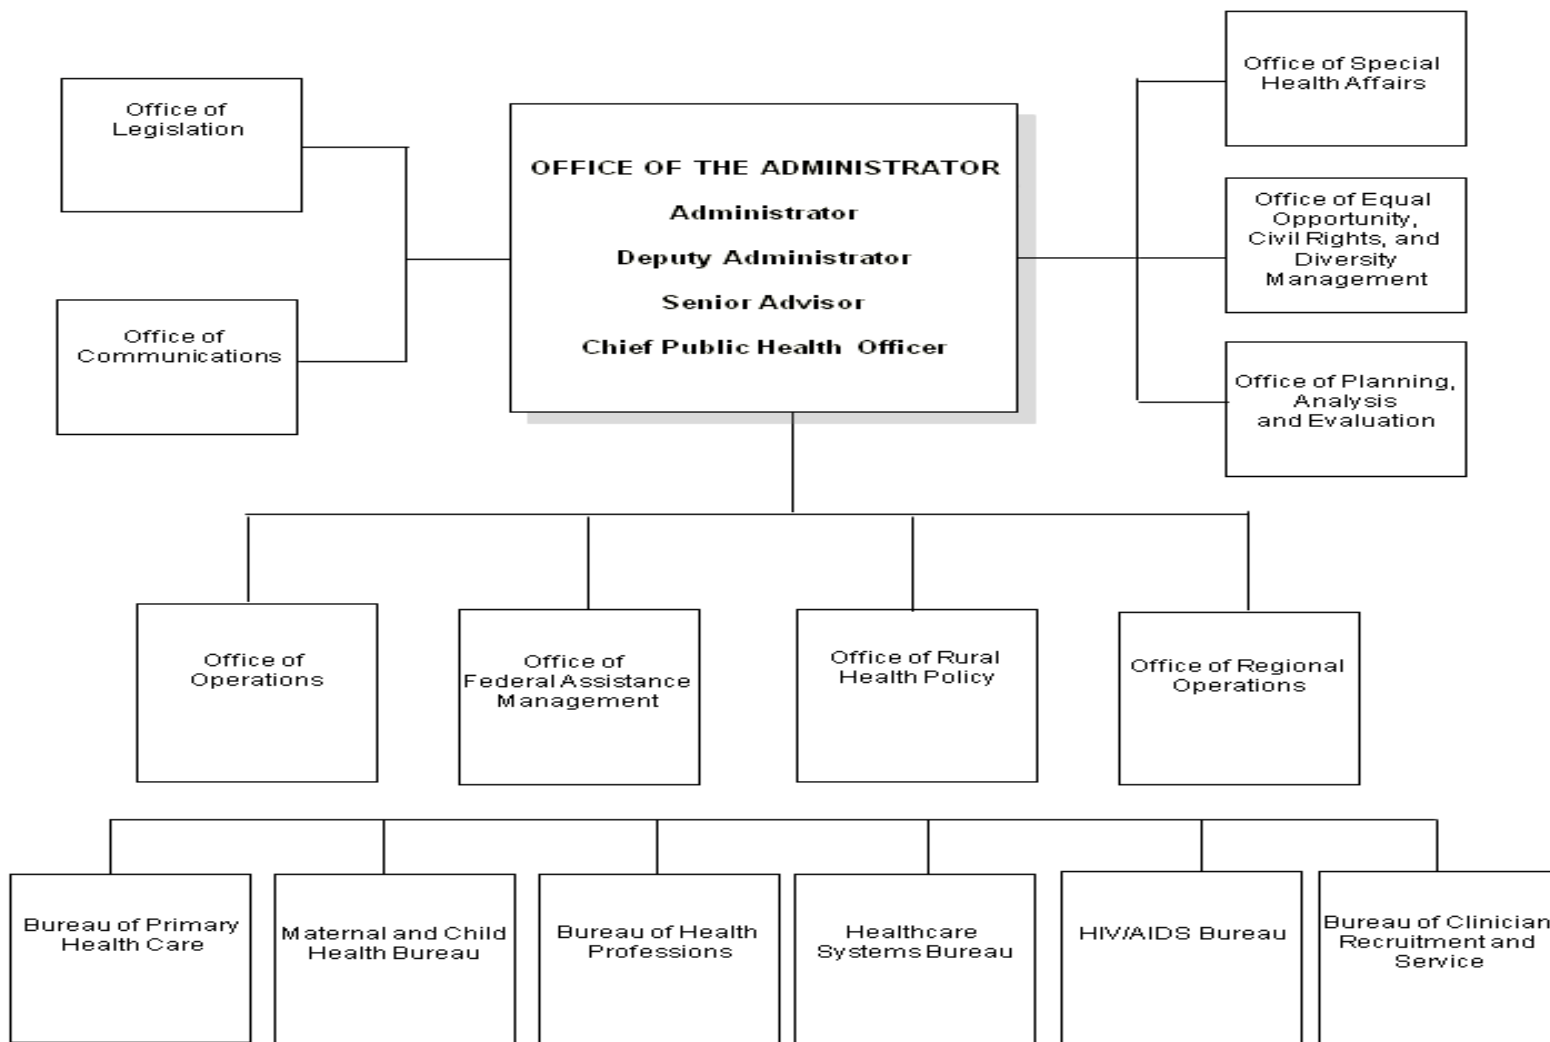 Office of
Legislation
Office of
Communications
OFFICE OF THE ADMINISTRATOR
Administrator
Deputy Administrator
Senior Advisor
Chief Public Health Officer
Office of Special
Health Affairs
Office of Equal
Opportunity,
Civil Rights, and
Diversity
Management
Office of Planning,
Analysis
and Evaluation
Office of
Operations
Office of
Federal Assistance
Management
Office of Rural
Health Policy
Office of Regional
Operations
Bureau of Primary
Health Care
Maternal and Child
Health Bureau
Bureau of Health
Professions
Healthcare
Systems Bureau
HIV/AIDS Bureau
Bureau of Clinician
Recruitment and
Service